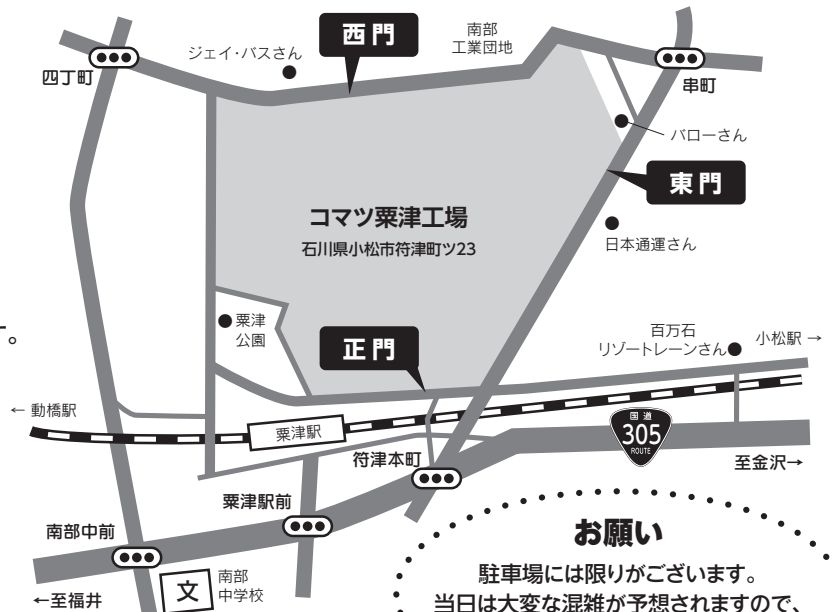 西門
南部
工業団地
ジェイ・バスさん
四丁町
串町
バローさん
東門
コマツ粟津工場
石川県小松市符津町ツ23
日本通運さん
す。
粟津
公園
正門
百万石
リゾートレーンさん
小松駅 →
← 動橋駅
粟津駅
国道
305
ROUTE
符津本町
至金沢→
粟津駅前
南部中前
文
南部
中学校
←至福井
お願い
駐車場には限りがございます。
当日は大変な混雑が予想されますので、